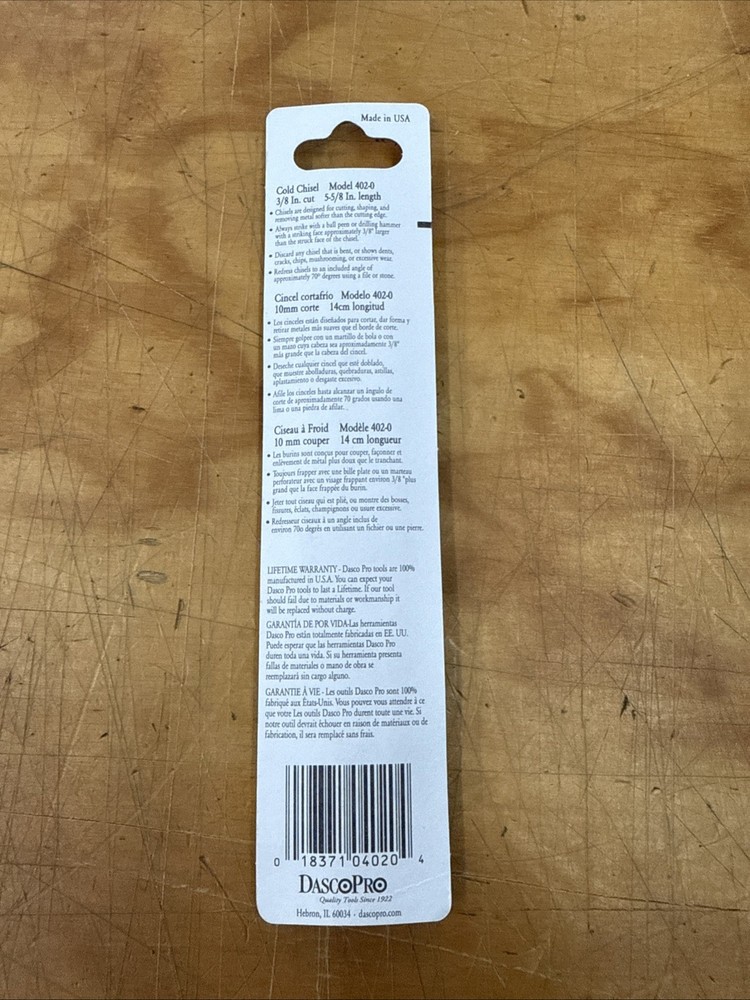 Made in USA
Cold Chisel Model 402-0
3/8 In. cut 5-5/8 In. length
• Chisels are designed for cutting, shaping, and
removing metal softer than the cutting edge.
• Always strike with a ball peen or drilling hammer
with a striking face approximately 3/8" larger
than the struck face of the chisel.
• Discard any chisel that is bent, or shows dents,
cracks, chips, mushrooming, or excessive wear.
• Redress chisels to an included angle of
approximately 70° degrees using a file or stone.
Cincel cortafrio Modelo 402-0
10mm corte 14cm longitud
• Los cinceles están diseñados para cortar, dar forma y
retirar metales más suaves que el borde de corte.
• Siempre golpee con un martillo de bola o con
un mano cuya cabeza sea aproximadamente 3/8"
más grande que la cabeza del cincel.
• Deseche cualquier cincel que esté doblado,
que muestre abolladuras, quebraduras, astillas,
aplastamiento o desgaste excesivo.
• Afile los cinceles hasta alcanzar un ángulo de
corte de aproximadamente 70 grados usando una
lima o una piedra de afilar.
Ciseau à Froid Modèle 402-0
10 mm couper 14 cm longueur
• Les burins sont conçus pour couper, façonner et
enlèvement de métal plus doux que le tranchant.
• Toujours frapper avec une bille plate ou un marteau
perforateur avec un visage frappant environ 3/8 "plus
grand que la face frappée du burin.
• Jeter tout ciseau qui est plié, ou montre des bosses,
fissures, éclats, champignons ou usure excessive.
• Redresseur ciseaux à un angle inclus de
environ 70o degrés en utilisant un fichier ou une pierre.
LIFETIME WARRANTY - Dasco Pro tools are 100%
manufactured in U.S.A. You can expect your
Dasco Pro tools to last a Lifetime. If our tool
should fail due to materials or workmanship it
will be replaced without charge.
GARANTÍA DE POR VIDA-Las herramientas
Dasco Pro están totalmente fabricadas en EE. UU.
Puede esperar que las herramientas Dasco Pro
duren toda una vida. Si su herramienta presenta
fallas de materiales o mano de obra se
reemplazará sin cargo alguno.
GARANTIE À VIE - Les outils Dasco Pro sont 100%
fabriqué aux États-Unis. Vous pouvez vous attendre à ce
que votre Les outils Dasco Pro durent toute une vie. Si
notre outil devrait échouer en raison de matériaux ou de
fabrication, il sera remplacé sans frais.
0 18371 04020 4
DASCOPRO
Quality Tools Since 1922
Hebron, IL 60034 - dascopro.com